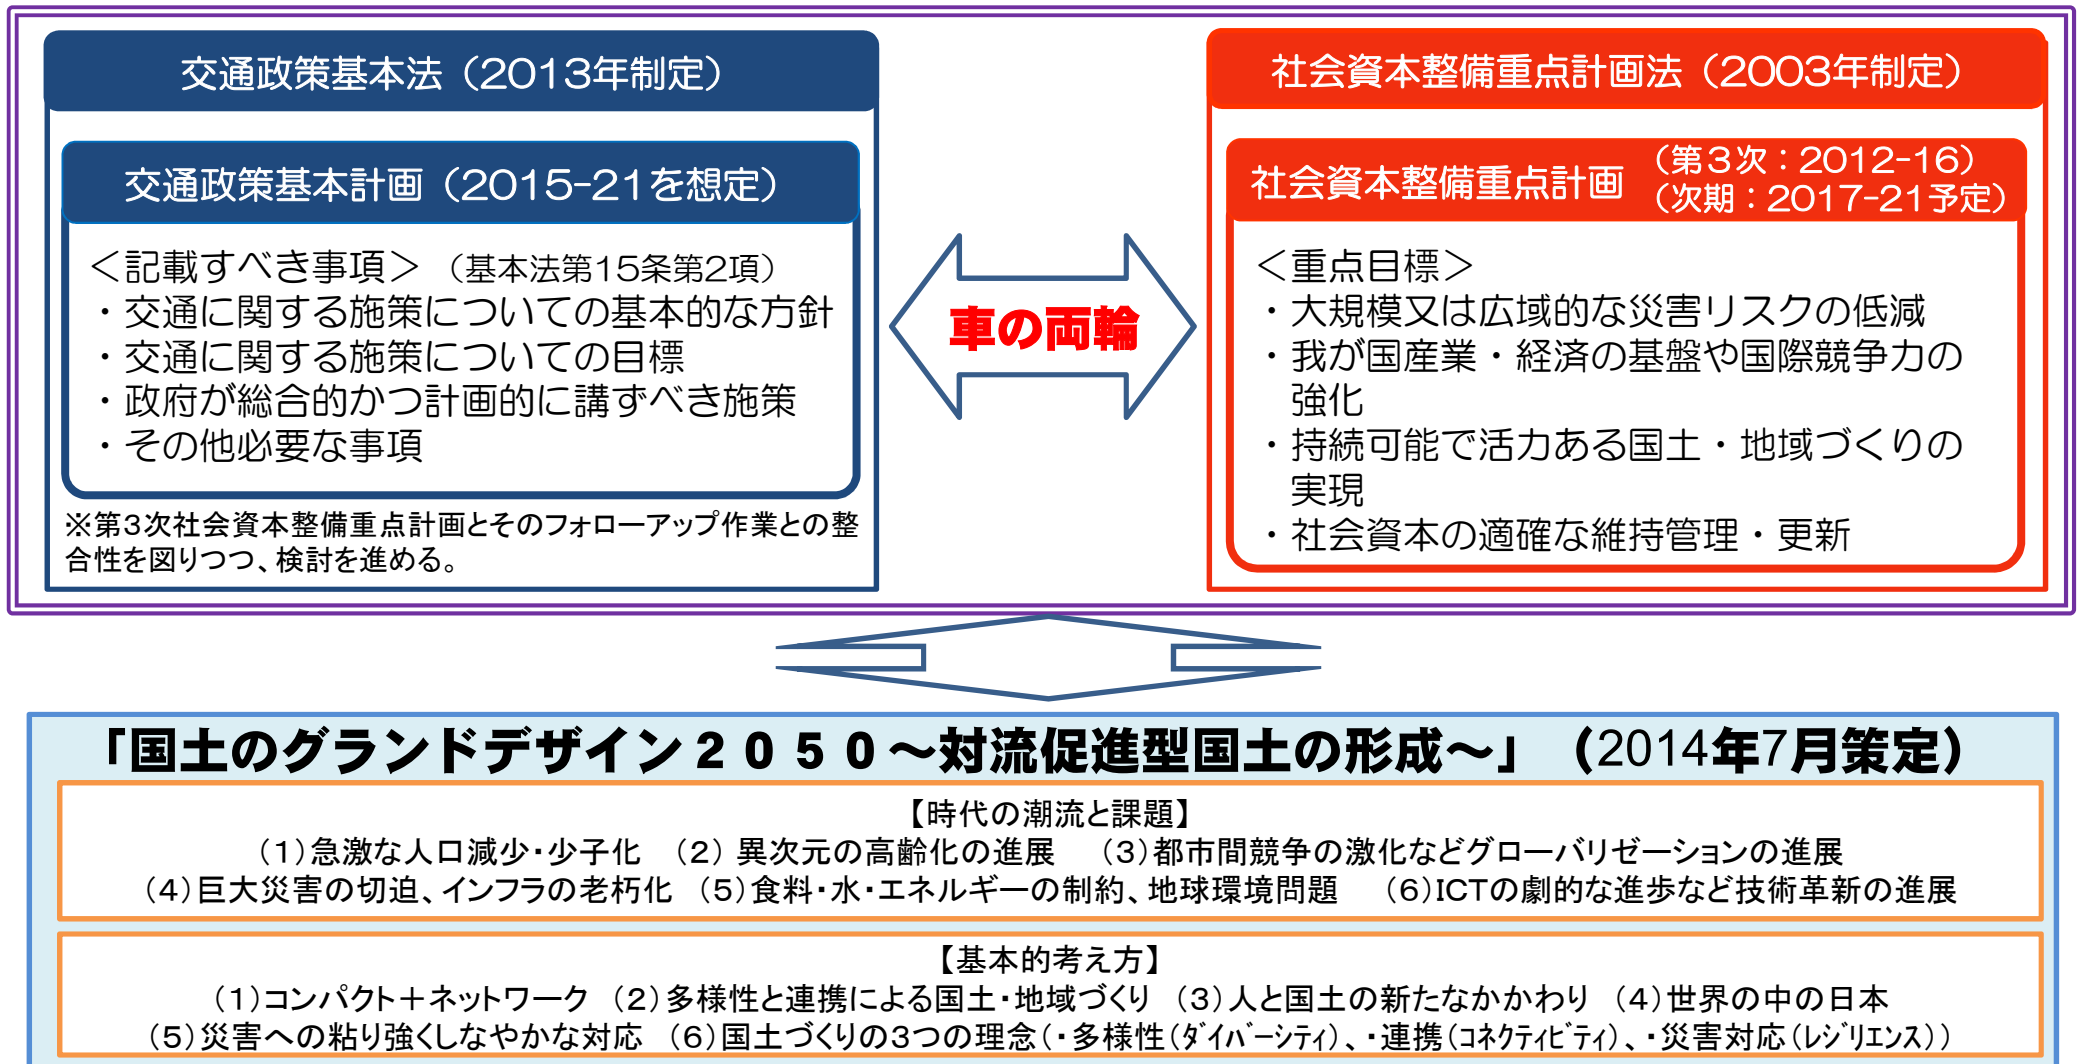 交通政策基本法（2013年制定）
交通政策基本計画（2015-21を想定）
＜記載すべき事項＞（基本法第15条第2項）
・交通に関する施策についての基本的な方針
・交通に関する施策についての目標
・政府が総合的かつ計画的に講ずべき施策
・その他必要な事項
※第3次社会資本整備重点計画とそのフォローアップ作業との整
合性を図りつつ、検討を進める。
車の両輪
社会資本整備重点計画法（2003年制定）
社会資本整備重点計画
（第3次：2012-16）
（次期：2017-21予定）
＜重点目標＞
・大規模又は広域的な災害リスクの低減
・我が国産業・経済の基盤や国際競争力の
強化
・持続可能で活力ある国土・地域づくりの
実現
・社会資本の適確な維持管理・更新
「国土のグランドデザイン２０５０～対流促進型国土の形成～」（2014年7月策定）
【時代の潮流と課題】
（1）急激な人口減少・少子化　（2） 異次元の高齢化の進展　（3）都市間競争の激化などグローバリゼーションの進展
（4）巨大災害の切迫、インフラの老朽化　（5）食料・水・エネルギーの制約、地球環境問題　（6）ICTの劇的な進歩など技術革新の進展
【基本的考え方】
（1）コンパクト＋ネットワーク　（2）多様性と連携による国土・地域づくり　（3）人と国土の新たなかかわり　（4）世界の中の日本
（5）災害への粘り強くしなやかな対応　（6）国土づくりの3つの理念（・多様性（ﾀﾞｲﾊﾞｰｼﾃｨ）、・連携（ｺﾈｸﾃｨﾋﾞﾃｨ）、・災害対応（ﾚｼﾞﾘｴﾝｽ））